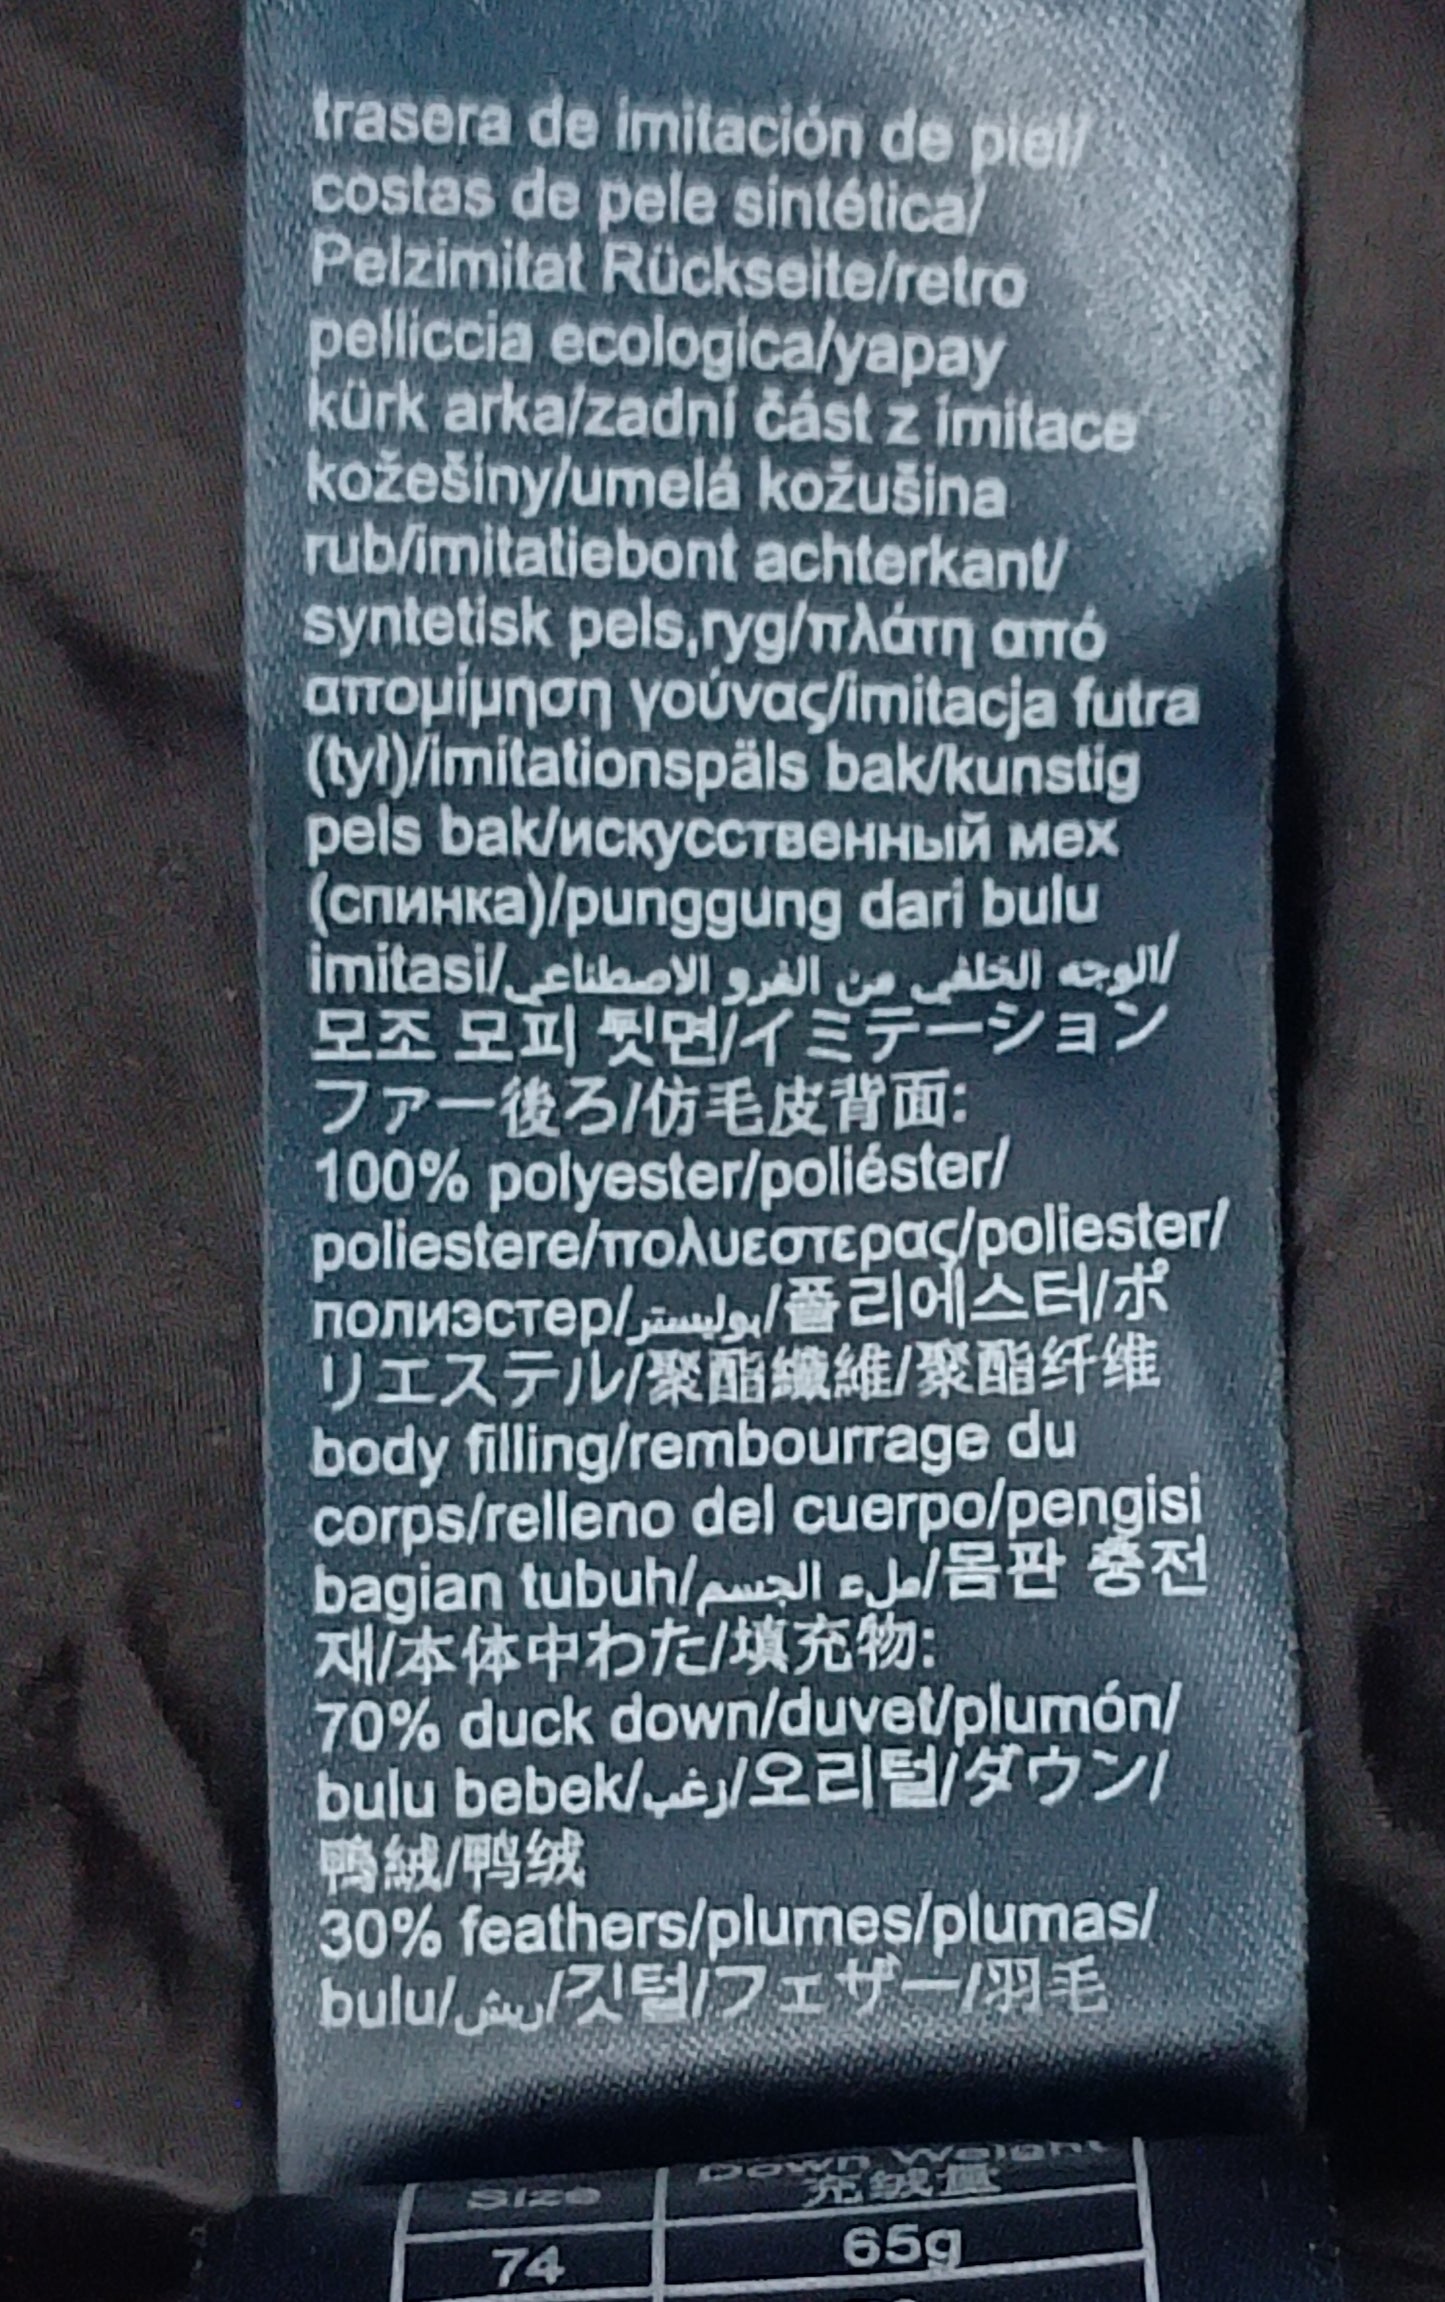 trasera de imitación de piel/
costas de pele sintética/
Pelzimitat Rückseite/retro
pelliccia ecologica/yapay
kürk arka/zadní část z imitace
kožešiny/umelá kožušina
rub/imitatiebont achterkant/
syntetisk pels,ryg/πλάτη από
απομίμηση γούνας/imitacja futra
(tył)/imitationspäls bak/kunstig
pels bak/искусственный мех
(спинка)/punggung dari bulu
imitasi/الوجه الخلفي من الفرو الاصطناعي/
모조 모피 뒷면/イミテーション
ファー後ろ/仿毛皮背面:
100% polyester/poliéster/
poliestere/πολυεστερας/poliester/
полиэстер/بوليستر/폴리에스터/ポ
リエステル/聚酯纖維/聚酯纤维
body filling/rembourrage du
corps/relleno del cuerpo/pengisi
bagian tubuh/ملء الجسم/몸판 충전
재/本体中わた/填充物:
70% duck down/duvet/plumón/
bulu bebek/زغب/오리털/ダウン/
鴨絨/鸭绒
30% feathers/plumes/plumas/
bulu/ريش/깃털/フェザー/羽毛
Size Down Weight
充绒量
74 65g